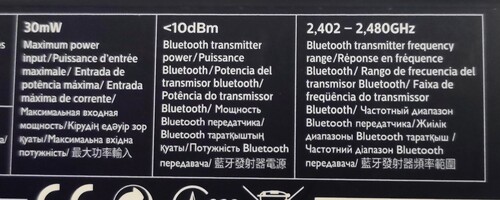 30mW
Maximum power
input/Puissance d'entrée
maximale/ Entrada de
potência máxima/ Entrada
máxima de corrente/
Максимальная входная
мощность/Кірудің едәуір зор
қуаты/Максимальна вхідна
потужність/ 最大功率輸入
<10dBm
Bluetooth transmitter
power/Puissance
Bluetooth/Potencia del
transmisor bluetooth/
Potência do transmissor
Bluetooth/ Мощность
Bluetooth передатчика/
Bluetooth таратқыштың
қуаты/Потужність Bluetooth
передавача/ 藍牙發射器電源
2,402 – 2,480GHz
Bluetooth transmitter frequency
range/Réponse en fréquence
Bluetooth/ Rango de frecuencia del
transmisor Bluetooth/ Faixa de
freqüência do transmissor
Bluetooth/ Частотный диапазон
Bluetooth передатчика/Жиілік
диапазоны Bluetooth таратқыш /
Частотний діапазон Bluetooth
передавача/ 藍牙發射器頻率範圍